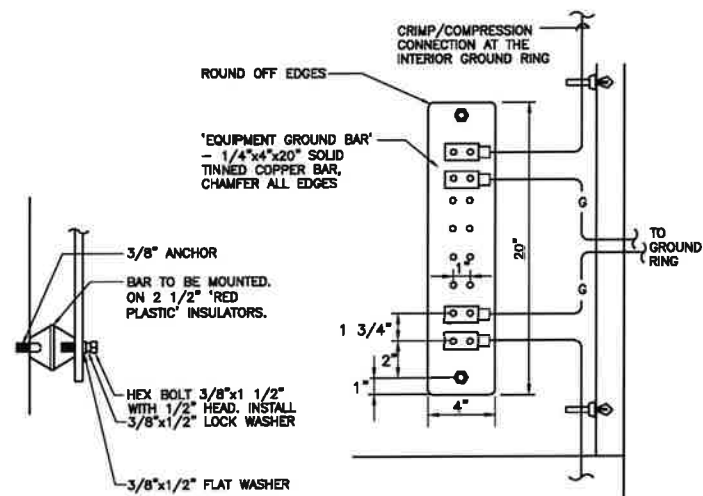 CRIMP/COMPRESSION
CONNECTION AT THE
INTERIOR GROUND RING
ROUND OFF EDGES
'EQUIPMENT GROUND BAR'
- 1/4"x4"x20" SOLID
TINNED COPPER BAR,
CHAMFER ALL EDGES
G
20"
TO
GROUND
RING
1"
G
3/8" ANCHOR
BAR TO BE MOUNTED.
ON 2 1/2" 'RED
PLASTIC' INSULATORS.
1 3/4"
2"
1"
4"
HEX BOLT 3/8"x1 1/2"
WITH 1/2" HEAD. INSTALL
3/8"x1/2" LOCK WASHER
3/8"x1/2" FLAT WASHER